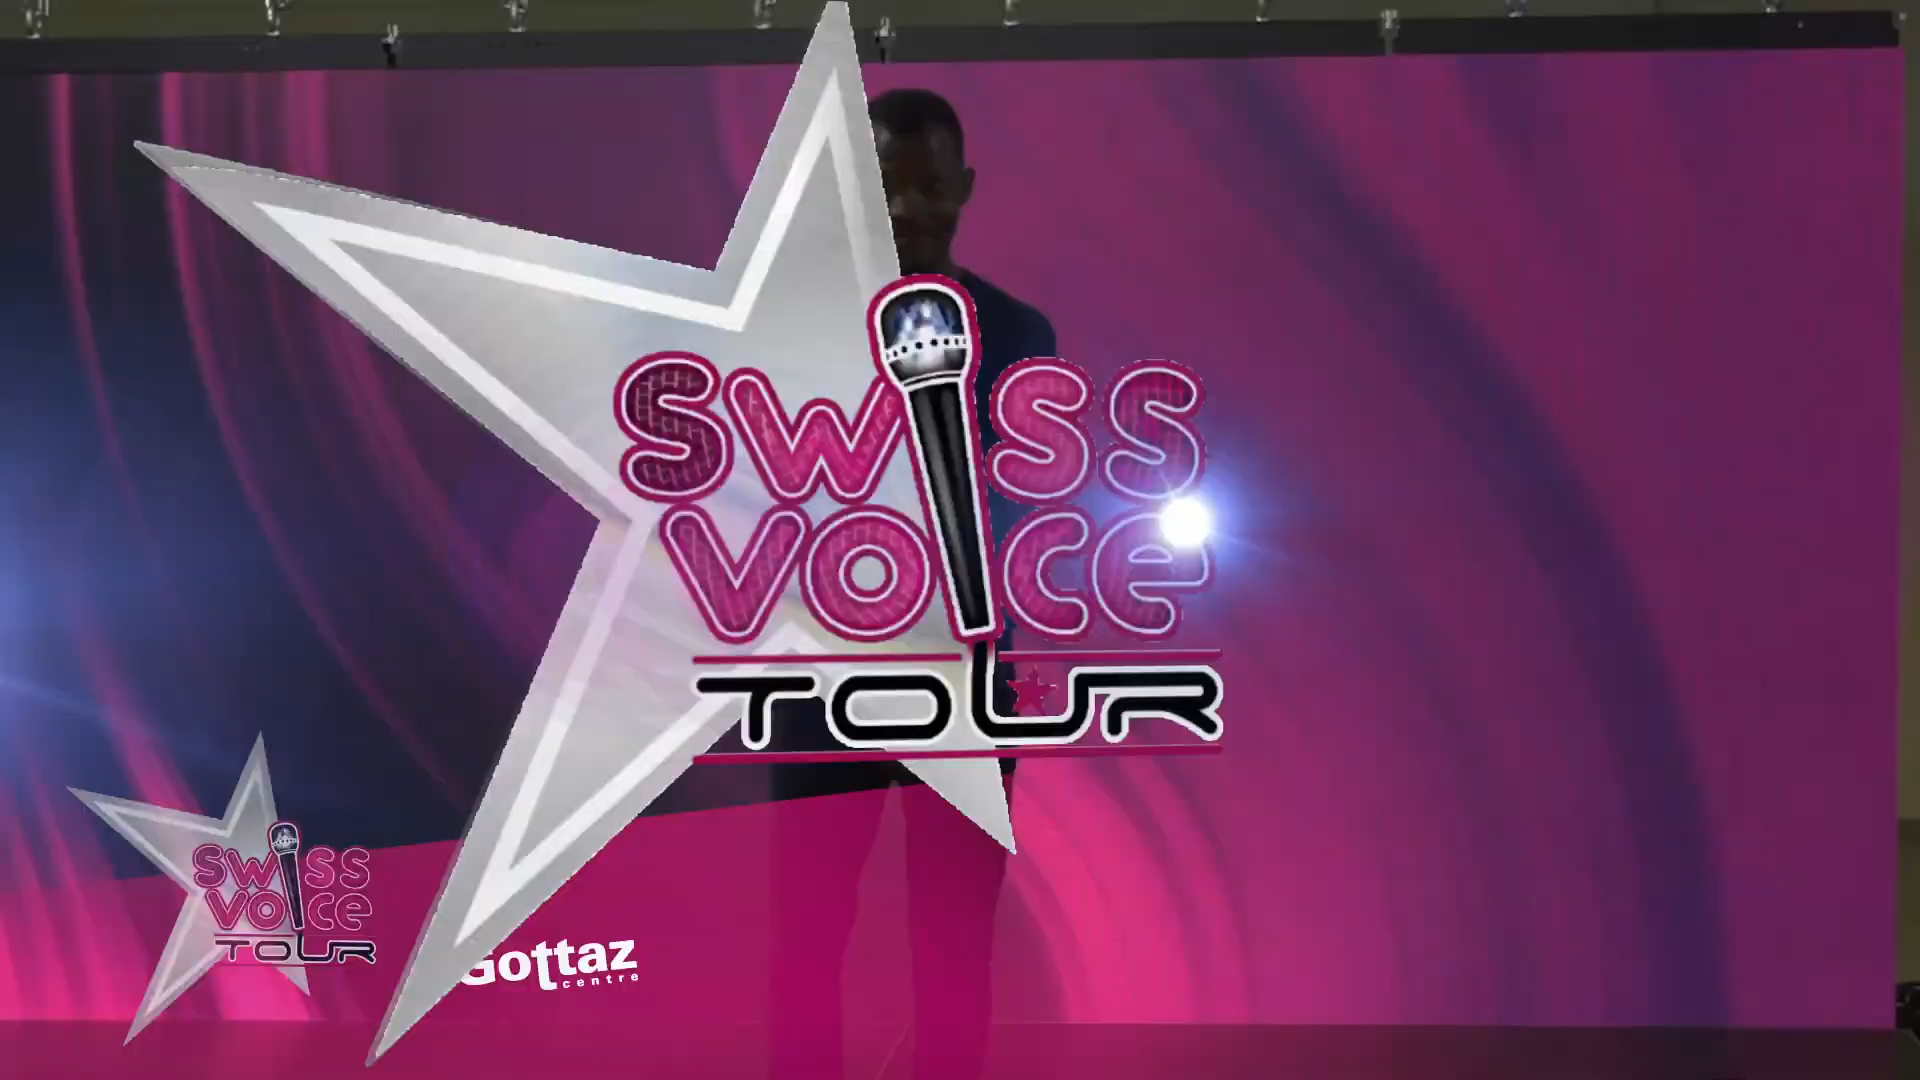 SWISS
VOICE
TOUR
SWISS
VOICE
TOUR
Gottaz
centre